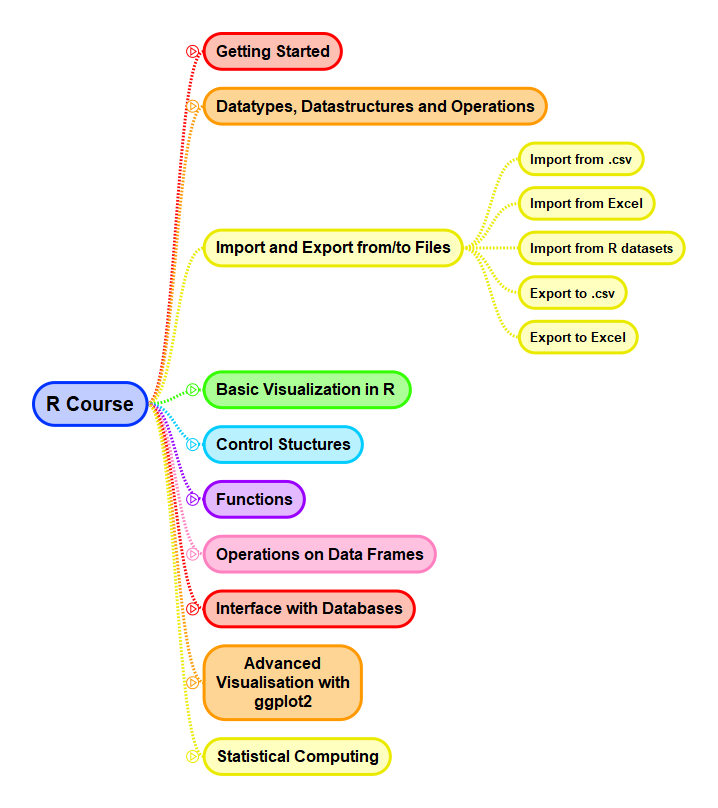 Getting Started
Datatypes, Datastructures and Operations
Import from .csv
Import from Excel
Import and Export from/to Files
Import from R datasets
Export to .csv
Export to Excel
R Course
Basic Visualization in R
Control Stuctures
Functions
Operations on Data Frames
Interface with Databases
Advanced
Visualisation with
ggplot2
Statistical Computing